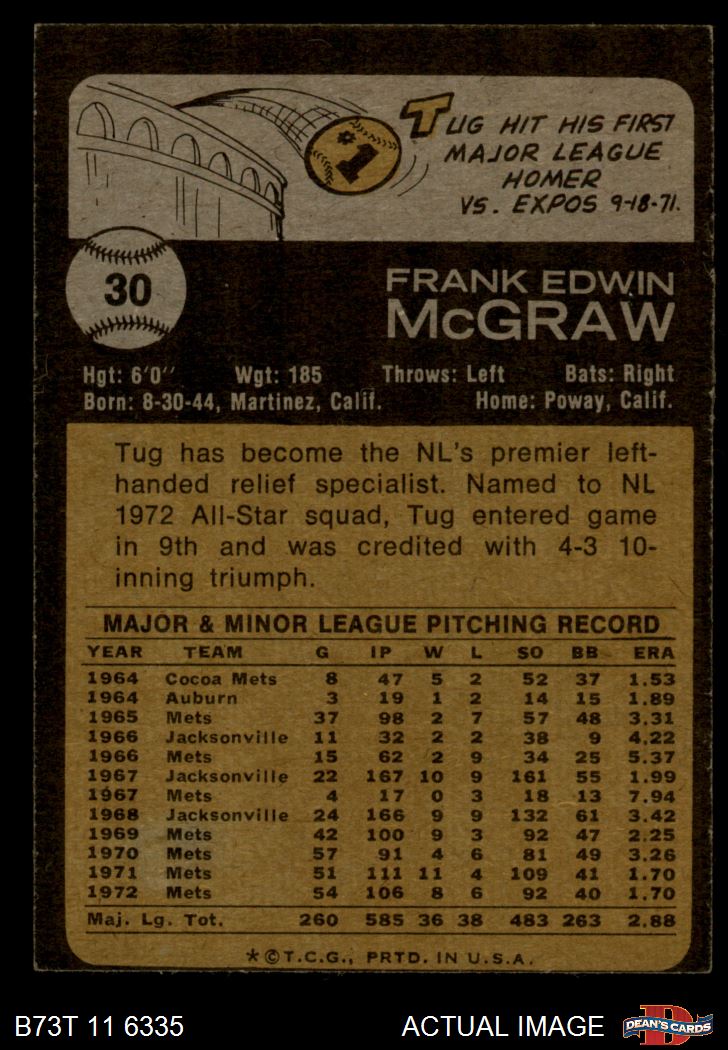 TUG HIT HIS FIRST
MAJOR LEAGUE
HOMER
VS. EXPOS 9-18-71.
#1
30
FRANK EDWIN
McGRAW
Hgt: 6'0" Wgt: 185 Throws: Left Bats: Right
Born: 8-30-44, Martinez, Calif. Home: Poway, Calif.
Tug has become the NL's premier left-
handed relief specialist. Named to NL
1972 All-Star squad, Tug entered game
in 9th and was credited with 4-3 10-
inning triumph.
MAJOR & MINOR LEAGUE PITCHING RECORD
YEAR TEAM G IP W L SO BB ERA
1964 Cocoa Mets 8 47 5 2 52 37 1.53
1964 Auburn 3 19 1 2 14 15 1.89
1965 Mets 37 98 2 7 57 48 3.31
1966 Jacksonville 11 32 2 2 38 9 4.22
1966 Mets 15 62 2 9 34 25 5.37
1967 Jacksonville 22 167 10 9 161 55 1.99
1967 Mets 4 17 0 3 18 13 7.94
1968 Jacksonville 24 166 9 9 132 61 3.42
1969 Mets 42 100 9 3 92 47 2.25
1970 Mets 57 91 4 6 81 49 3.26
1971 Mets 51 111 11 4 109 41 1.70
1972 Mets 54 106 8 6 92 40 1.70
Maj. Lg. Tot. 260 585 36 38 483 263 2.88
*©T.C.G., PRTD. IN U.S.A.
B73T 11 6335 ACTUAL IMAGE DEAN'S CARDS